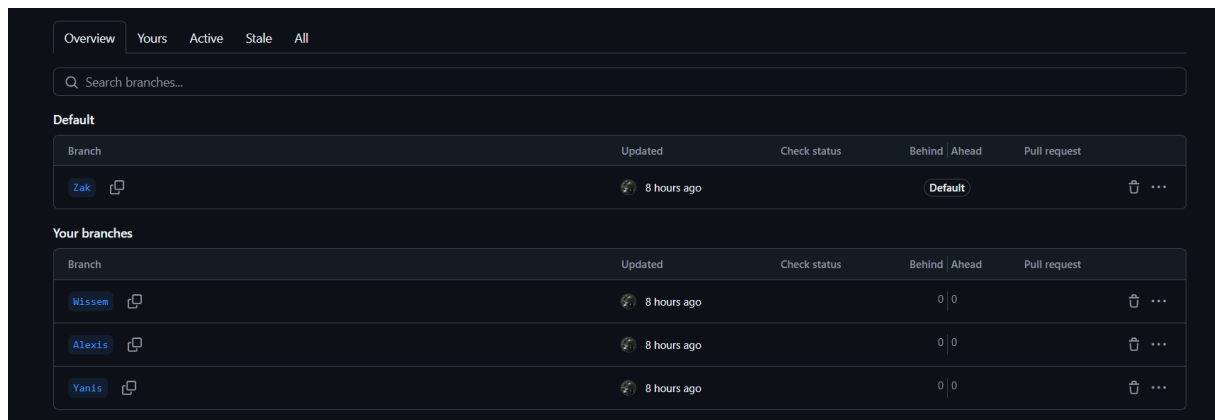 Overview Yours Active Stale All
Search branches...
Default
Branch Updated Check status Behind Ahead Pull request
Zak 8 hours ago Default
Your branches
Branch Updated Check status Behind Ahead Pull request
Wissem 8 hours ago 0 0
Alexis 8 hours ago 0 0
Yanis 8 hours ago 0 0